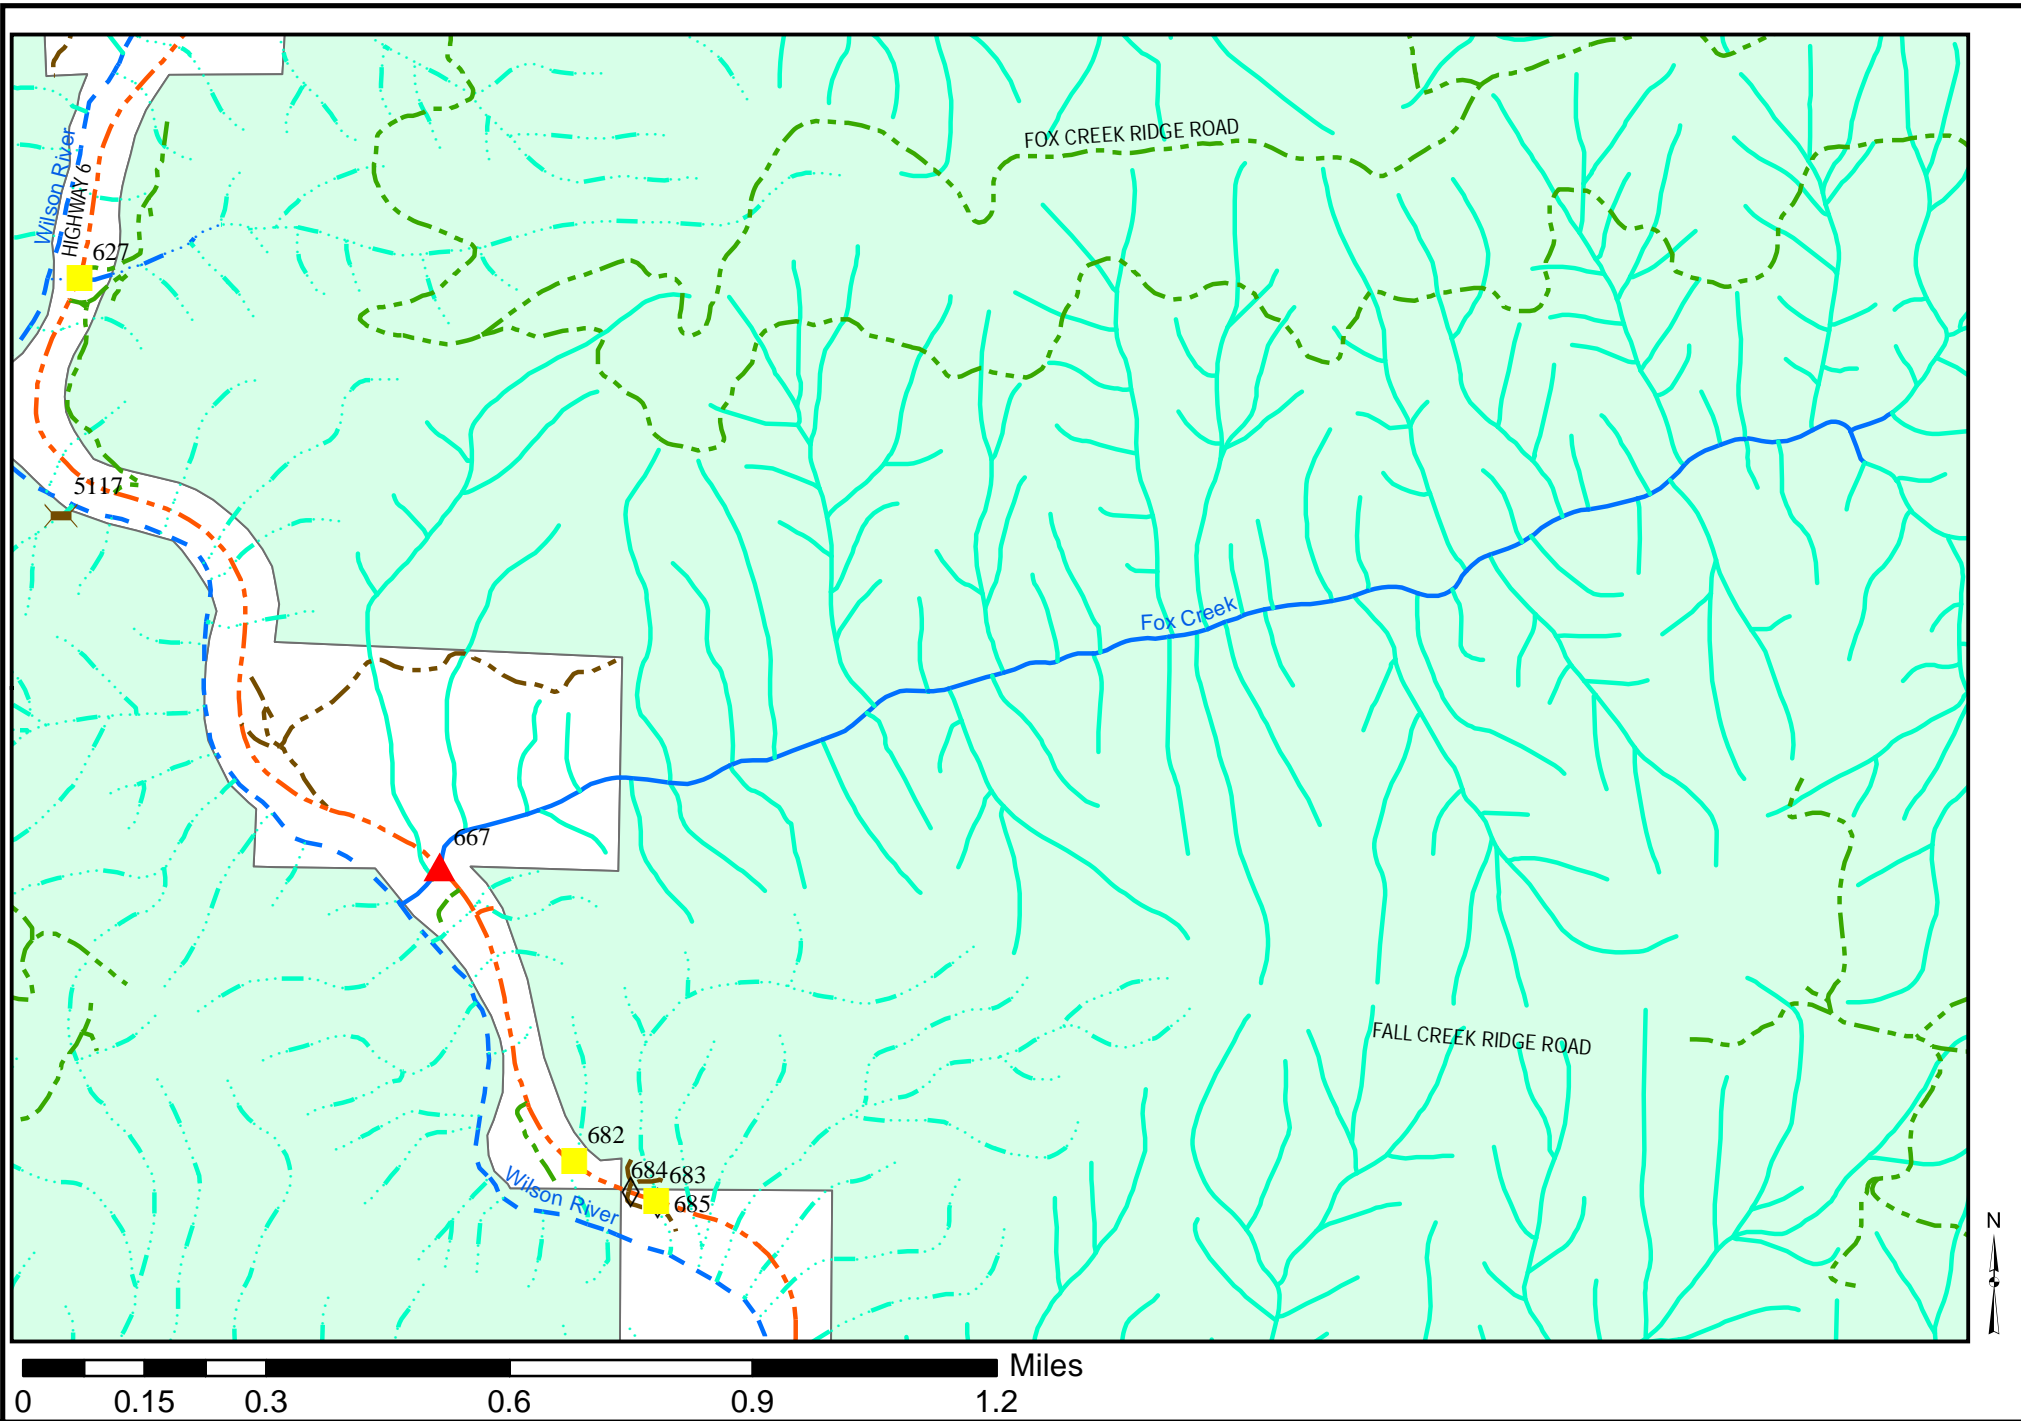 FOX CREEK RIDGE ROAD
Wilson River
HIGHWAY 6
627
5117
Fox Creek
667
FALL CREEK RIDGE ROAD
682
684 683
685
Wilson River
N
Miles
0 0.15 0.3 0.6 0.9 1.2